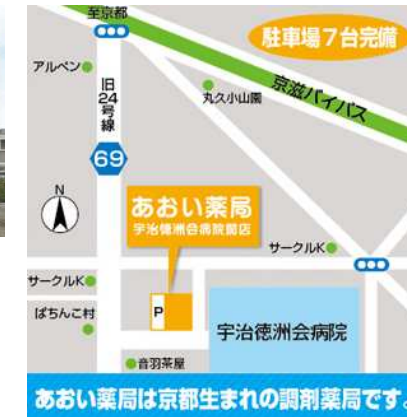 至京都
駐車場7台完備
アルペン
旧24号線
丸久小山園
京滋バイパス
69
N
あおい薬局
宇治徳洲会病院前店
サークルK
サークルK
P
ぱちんこ村
宇治徳洲会病院
音羽茶屋
あおい薬局は京都生まれの調剤薬局です。